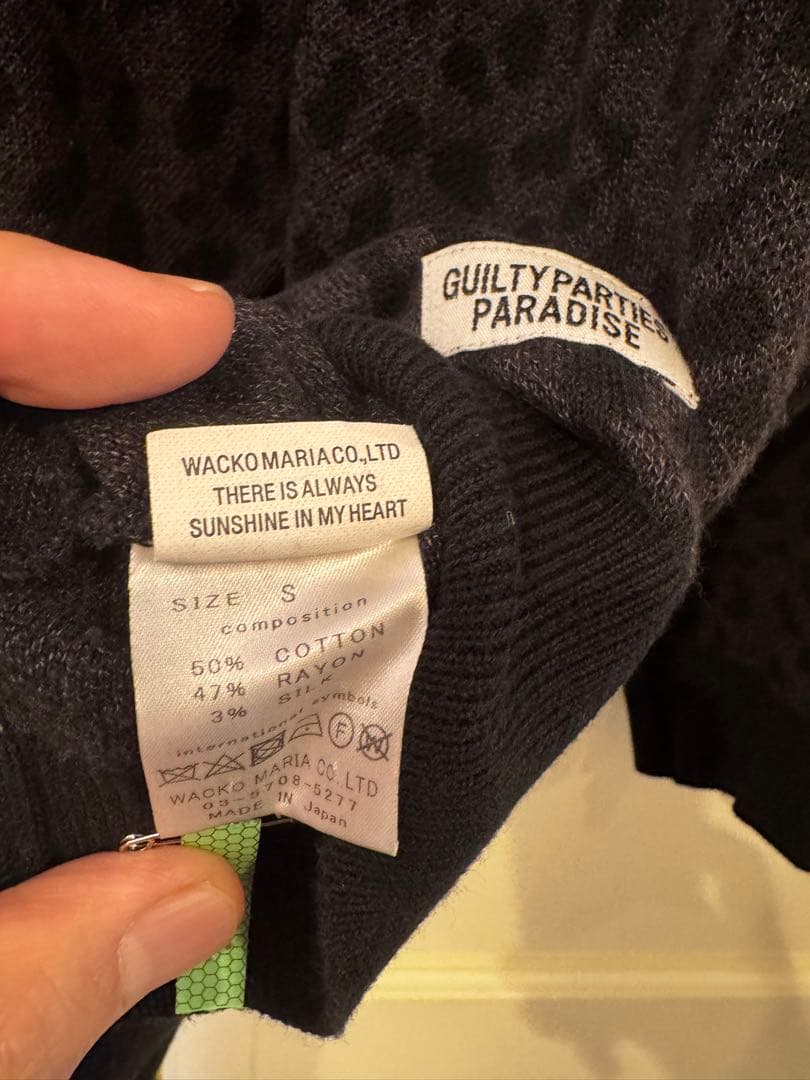 GUILTY PARTIES
PARADISE
WACKO MARIA CO.,LTD
THERE IS ALWAYS
SUNSHINE IN MY HEART
SIZE S
composition
50% COTTON
47% RAYON
3% SILK
international symbols
F W
WACKO MARIA CO.LTD
03-5708-5277
MADE IN Japan